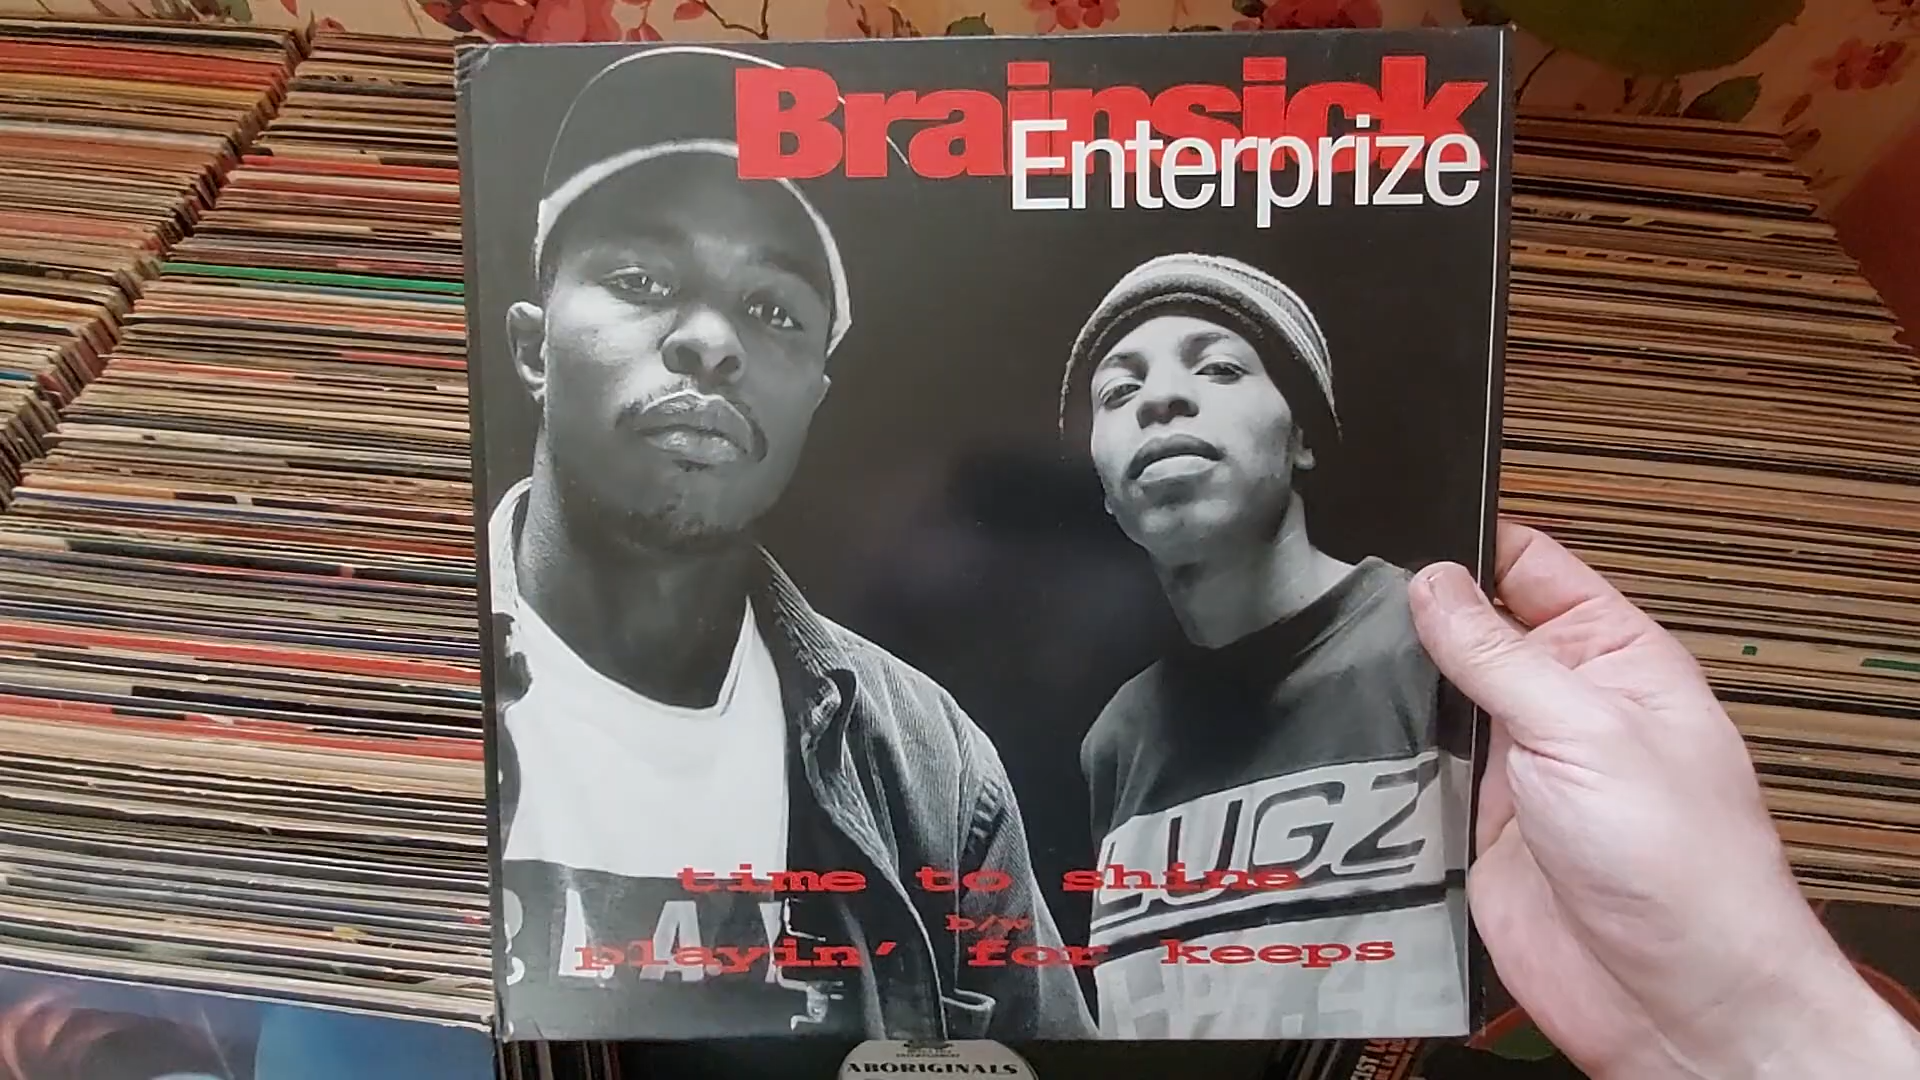 Brainsick
Enterprize
LUGZ
time to shine
b/w
playin' for keeps
ABORIGINALS